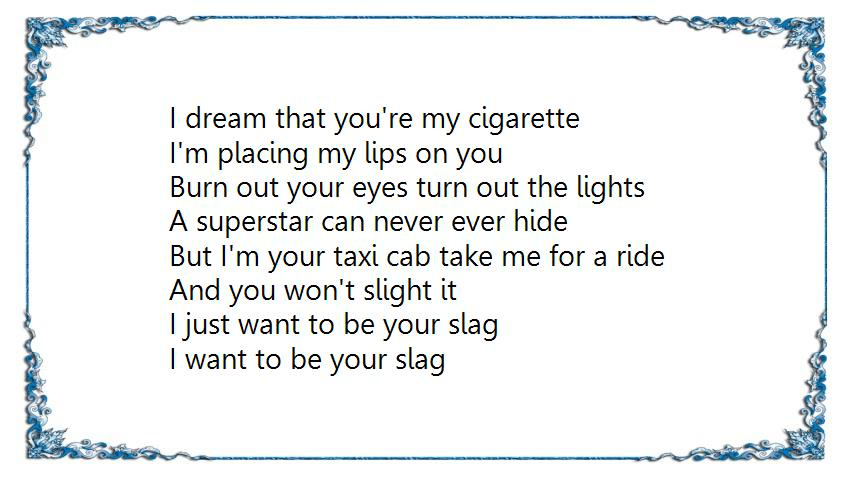 I dream that you're my cigarette
I'm placing my lips on you
Burn out your eyes turn out the lights
A superstar can never ever hide
But I'm your taxi cab take me for a ride
And you won't slight it
I just want to be your slag
I want to be your slag